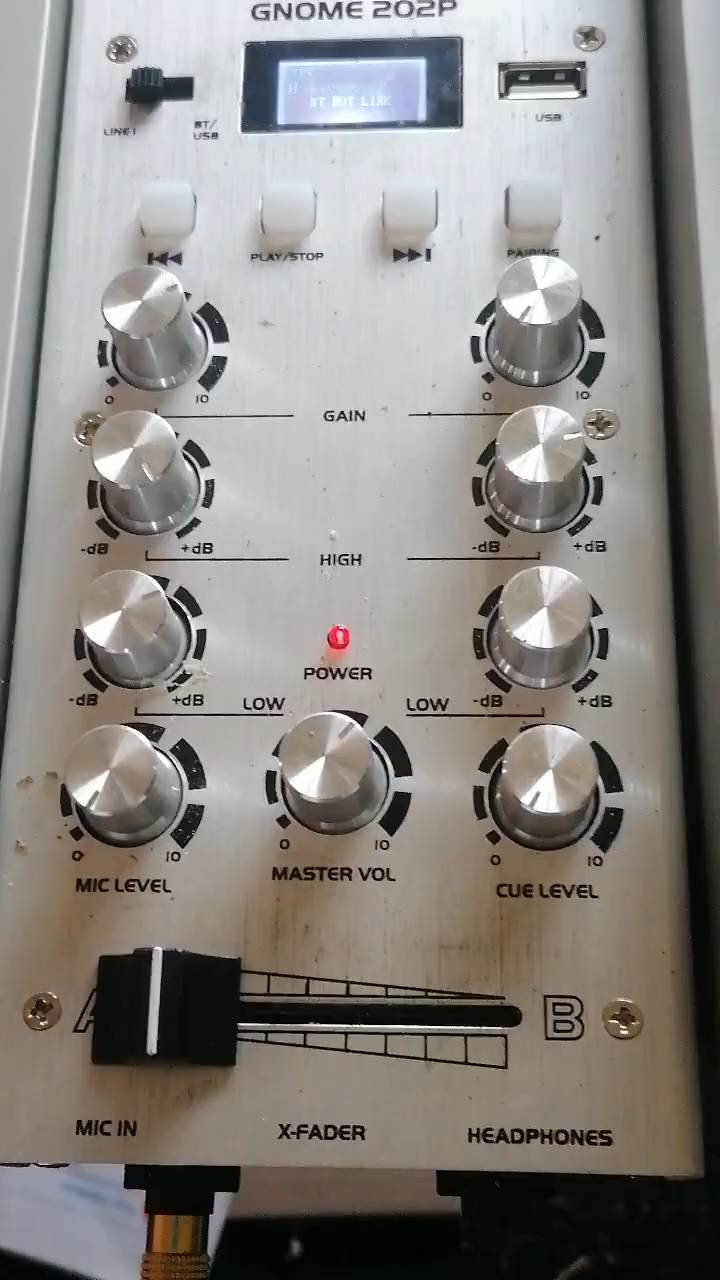 GNOME 202P
BT NOT LINK
LINE1
BT/
USB
USB
PLAY/STOP
PAIRING
0
10
0
10
GAIN
-dB
+dB
-dB
+dB
HIGH
POWER
-dB
+dB
LOW
LOW
-dB
+dB
0
10
0
10
0
10
MIC LEVEL
MASTER VOL
CUE LEVEL
A
B
MIC IN
X-FADER
HEADPHONES